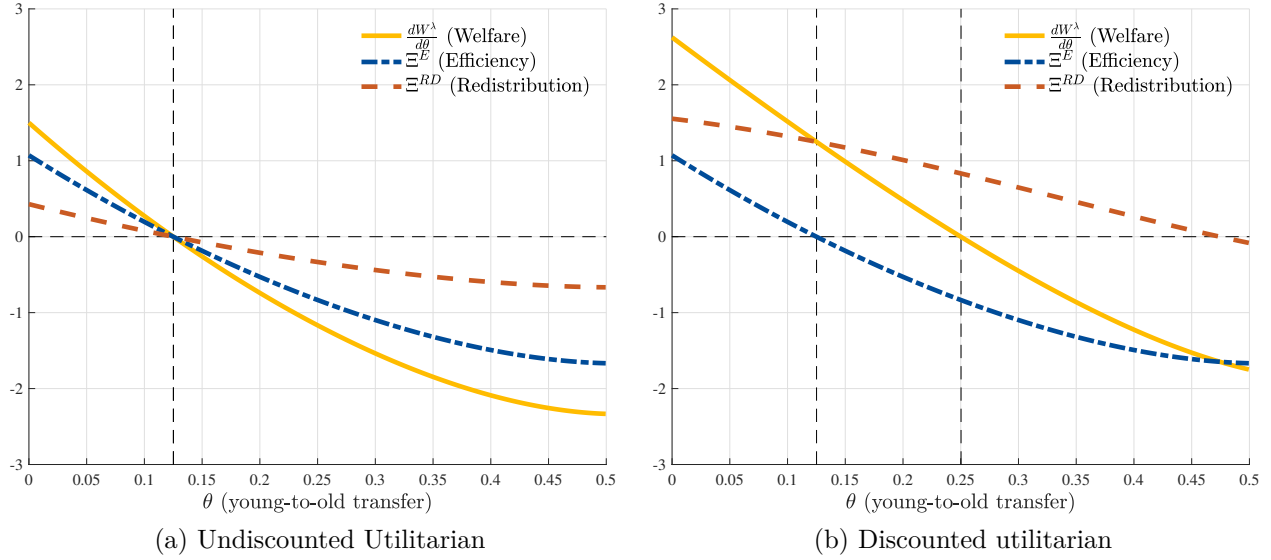 dW^λ/dθ (Welfare)
Ξ^E (Efficiency)
Ξ^RD (Redistribution)
3
2
1
0
-1
-2
-3
0 0.05 0.1 0.15 0.2 0.25 0.3 0.35 0.4 0.45 0.5
θ (young-to-old transfer)
(a) Undiscounted Utilitarian
dW^λ/dθ (Welfare)
Ξ^E (Efficiency)
Ξ^RD (Redistribution)
3
2
1
0
-1
-2
-3
0 0.05 0.1 0.15 0.2 0.25 0.3 0.35 0.4 0.45 0.5
θ (young-to-old transfer)
(b) Discounted utilitarian